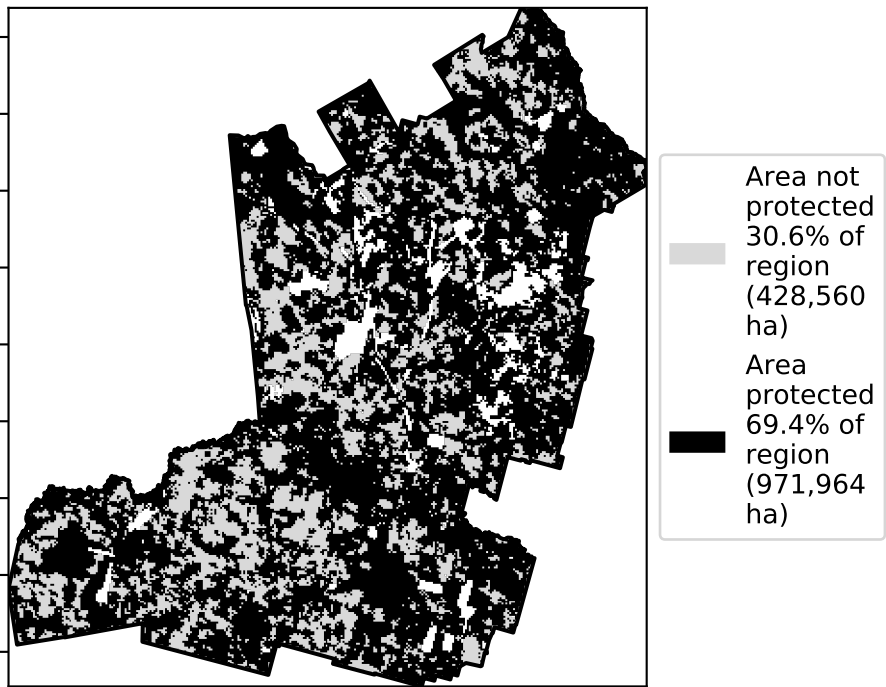 Area not
protected
30.6% of
region
(428,560
ha)
Area
protected
69.4% of
region
(971,964
ha)